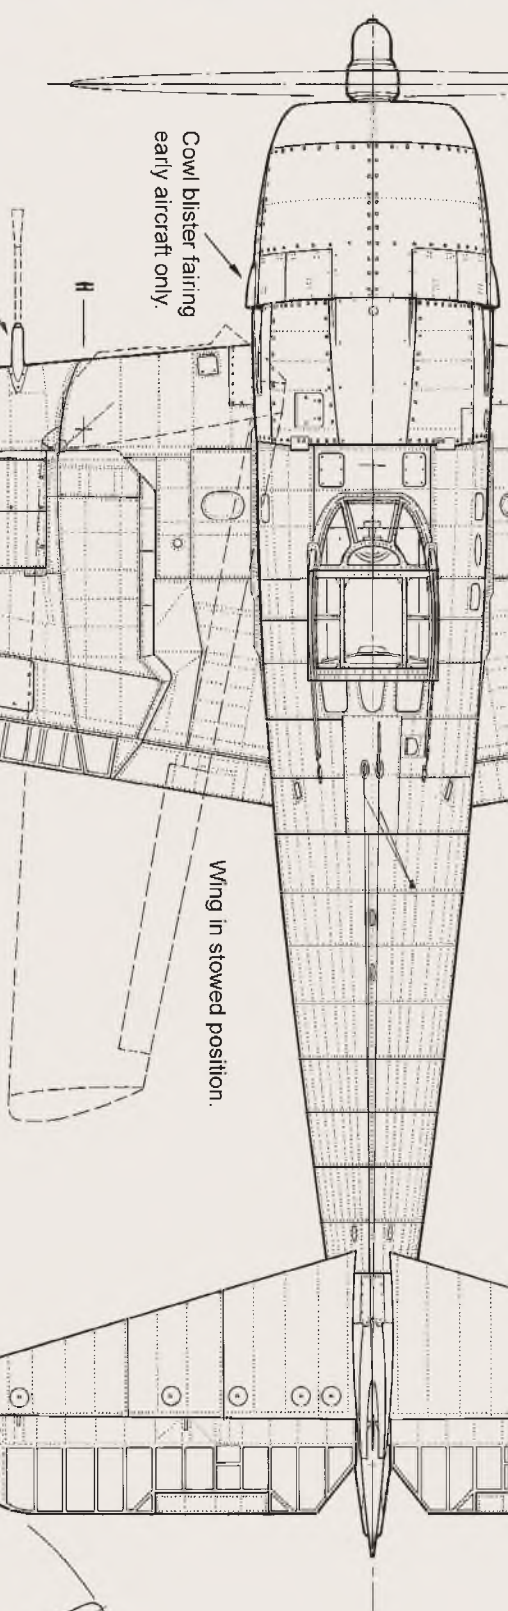 Cowl blister fairing
early aircraft only.
H
Wing in stowed position.